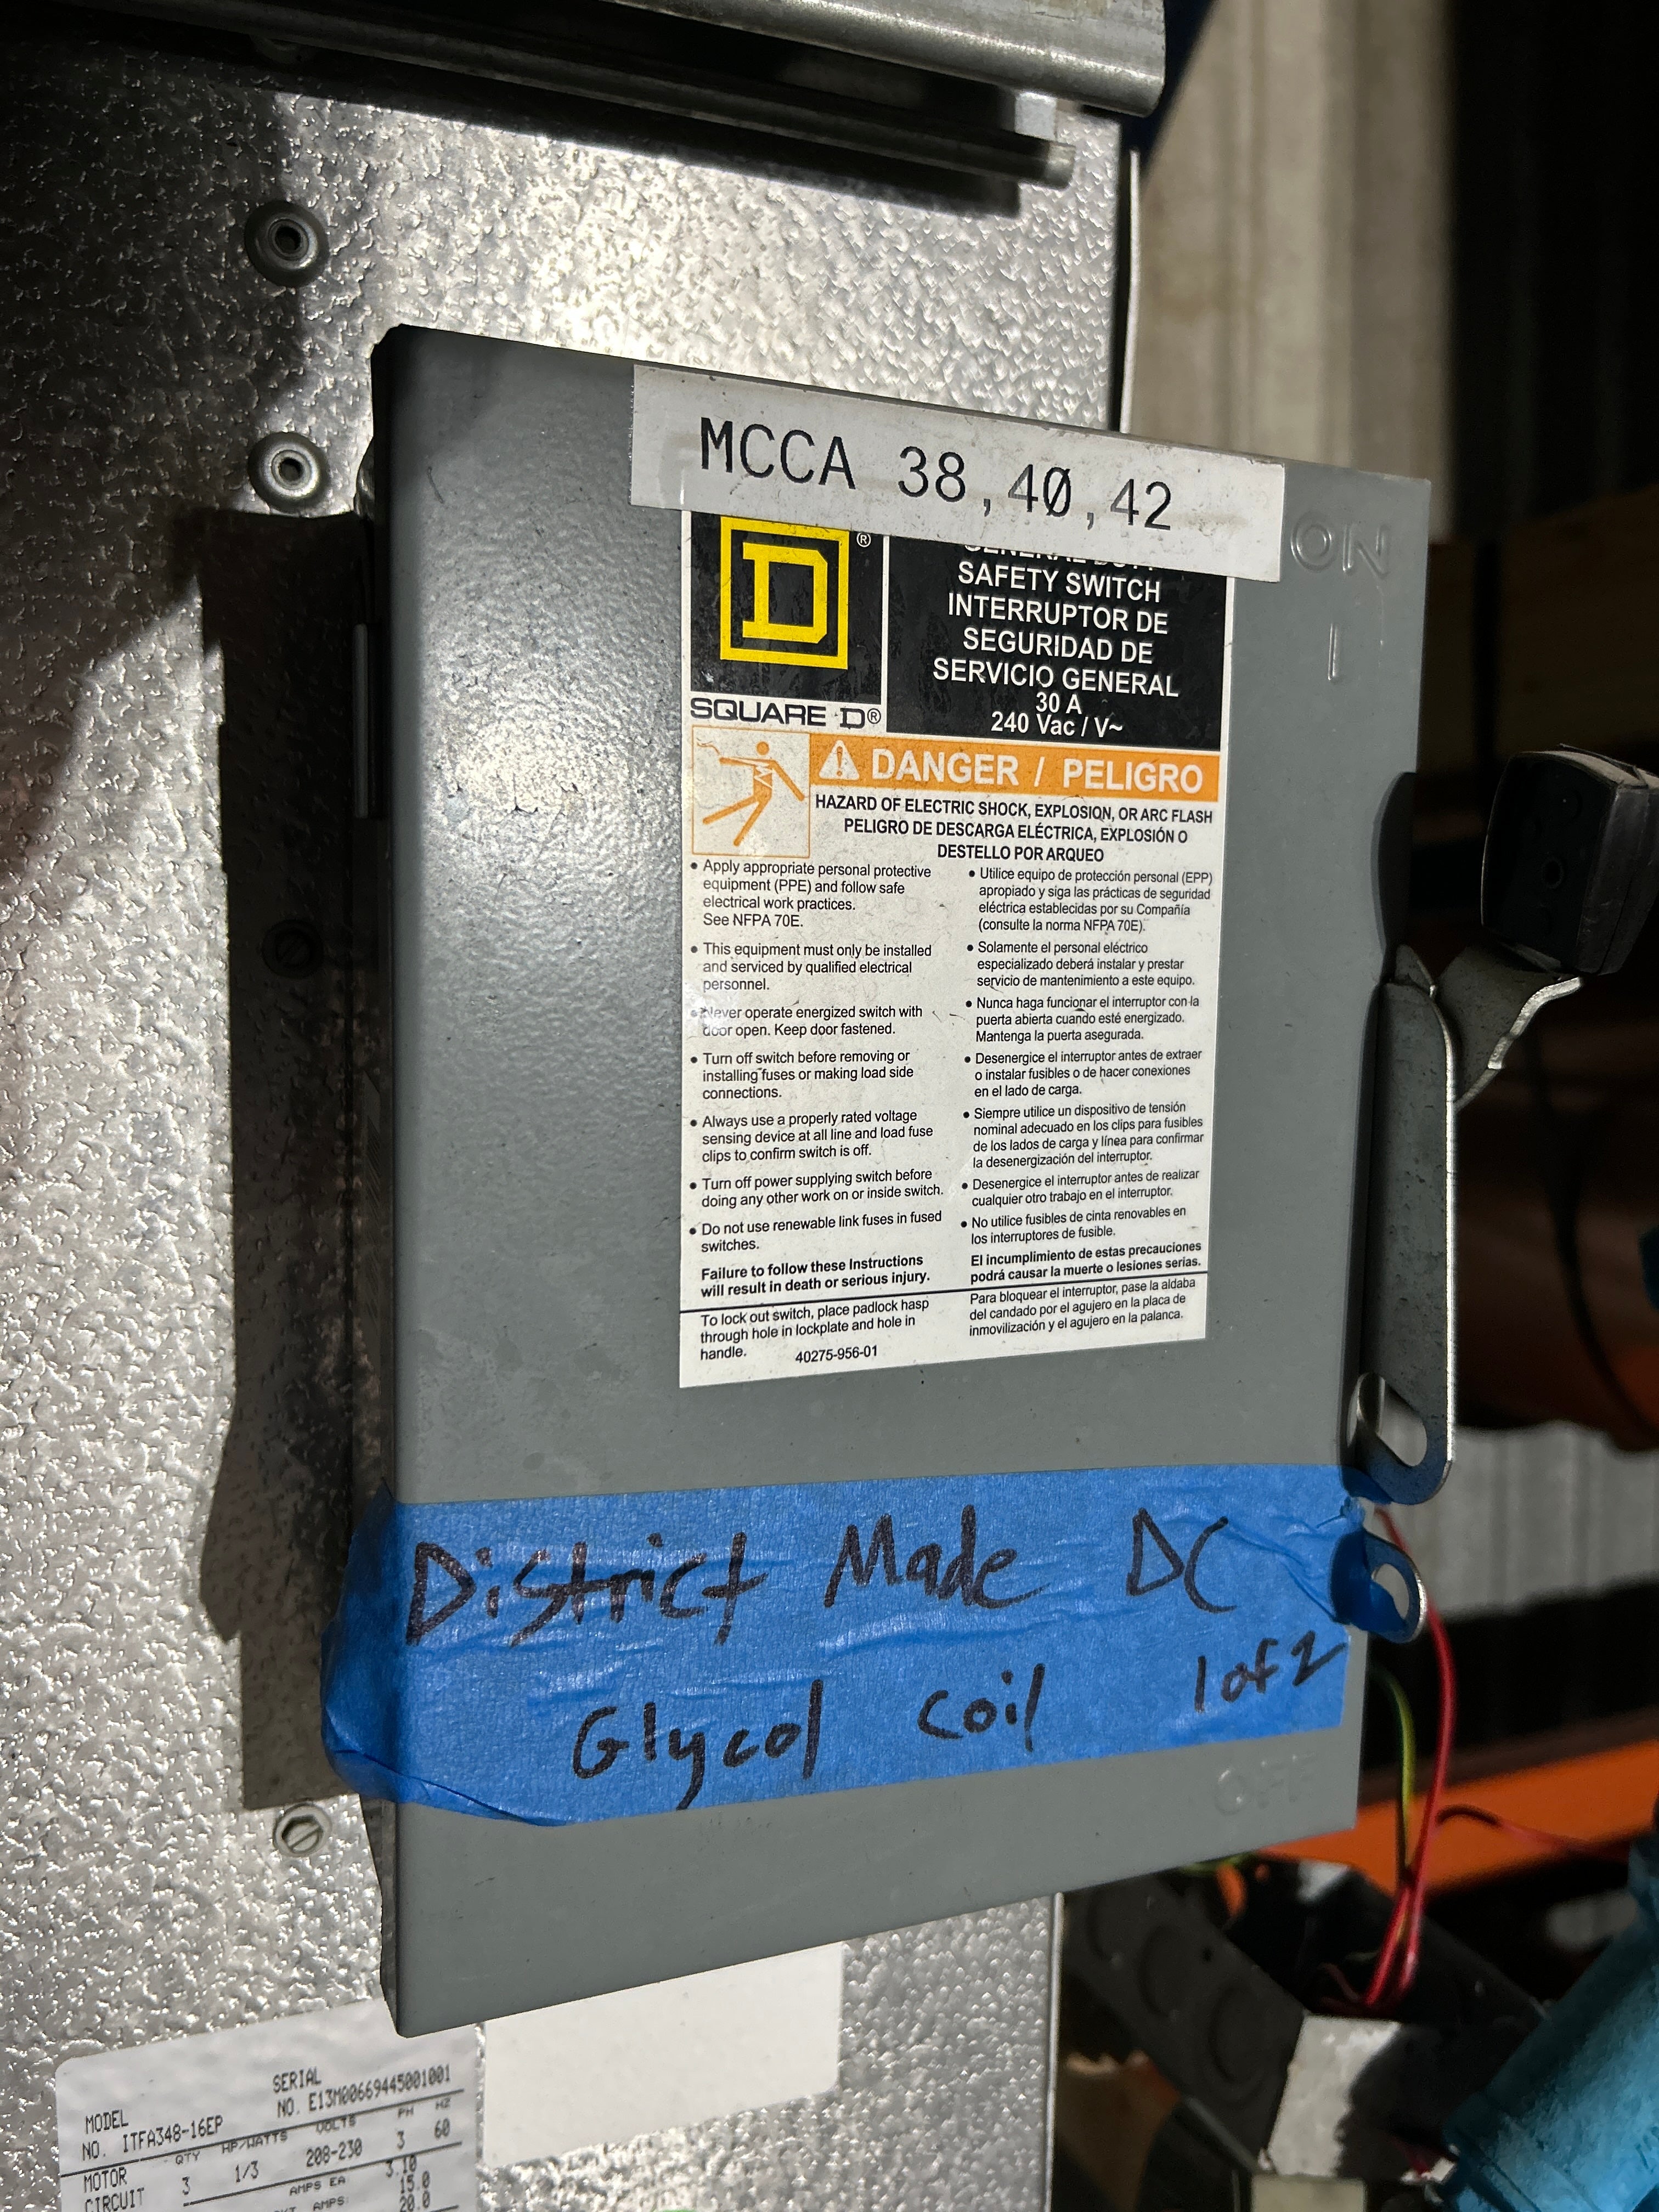 MCCA 38,40,42
ON
I
®
SAFETY SWITCH
INTERRUPTOR DE
SEGURIDAD DE
SERVICIO GENERAL
30 A
240 Vac / V~
SQUARE D®
DANGER / PELIGRO
HAZARD OF ELECTRIC SHOCK, EXPLOSION, OR ARC FLASH
PELIGRO DE DESCARGA ELÉCTRICA, EXPLOSIÓN O
DESTELLO POR ARQUEO
• Apply appropriate personal protective
equipment (PPE) and follow safe
electrical work practices.
See NFPA 70E.
• This equipment must only be installed
and serviced by qualified electrical
personnel.
• Never operate energized switch with
door open. Keep door fastened.
• Turn off switch before removing or
installing fuses or making load side
connections.
• Always use a properly rated voltage
sensing device at all line and load fuse
clips to confirm switch is off.
• Turn off power supplying switch before
doing any other work on or inside switch.
• Do not use renewable link fuses in fused
switches.
Failure to follow these Instructions
will result in death or serious injury.
To lock out switch, place padlock hasp
through hole in lockplate and hole in
handle. 40275-956-01
• Utilice equipo de protección personal (EPP)
apropiado y siga las prácticas de seguridad
eléctrica establecidas por su Compañía
(consulte la norma NFPA 70E).
• Solamente el personal eléctrico
especializado deberá instalar y prestar
servicio de mantenimiento a este equipo.
• Nunca haga funcionar el interruptor con la
puerta abierta cuando esté energizado.
Mantenga la puerta asegurada.
• Desenergice el interruptor antes de extraer
o instalar fusibles o de hacer conexiones
en el lado de carga.
• Siempre utilice un dispositivo de tensión
nominal adecuado en los clips para fusibles
de los lados de carga y línea para confirmar
la desenergización del interruptor.
• Desenergice el interruptor antes de realizar
cualquier otro trabajo en el interruptor.
• No utilice fusibles de cinta renovables en
los interruptores de fusible.
El incumplimiento de estas precauciones
podrá causar la muerte o lesiones serias.
Para bloquear el interruptor, pase la aldaba
del candado por el agujero en la placa de
inmovilización y el agujero en la palanca.
District Made DC
Glycol coil 1 of 2
OFF
MODEL NO. ITFA348-16EP
SERIAL NO. E13M00669445001001
QTY HP/WATTS VOLTS PH HZ
MOTOR 3 1/3 208-230 3 60
CIRCUIT AMPS EA 3.10
15.0
AMPS: 20.0